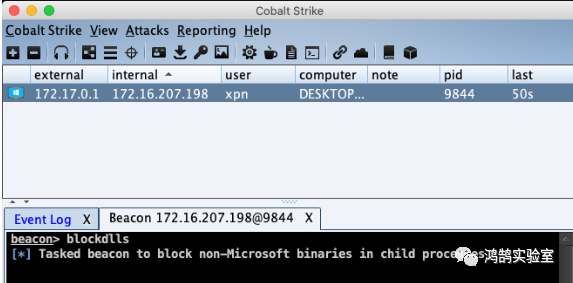 Cobalt Strike
Cobalt Strike View Attacks Reporting Help
external internal user computer note pid last
172.17.0.1 172.16.207.198 xpn DESKTOP... 9844 50s
Event Log X Beacon 172.16.207.198@9844 X
beacon> blockdlls
[*] Tasked beacon to block non-Microsoft binaries in child processes
鸿鹄实验室